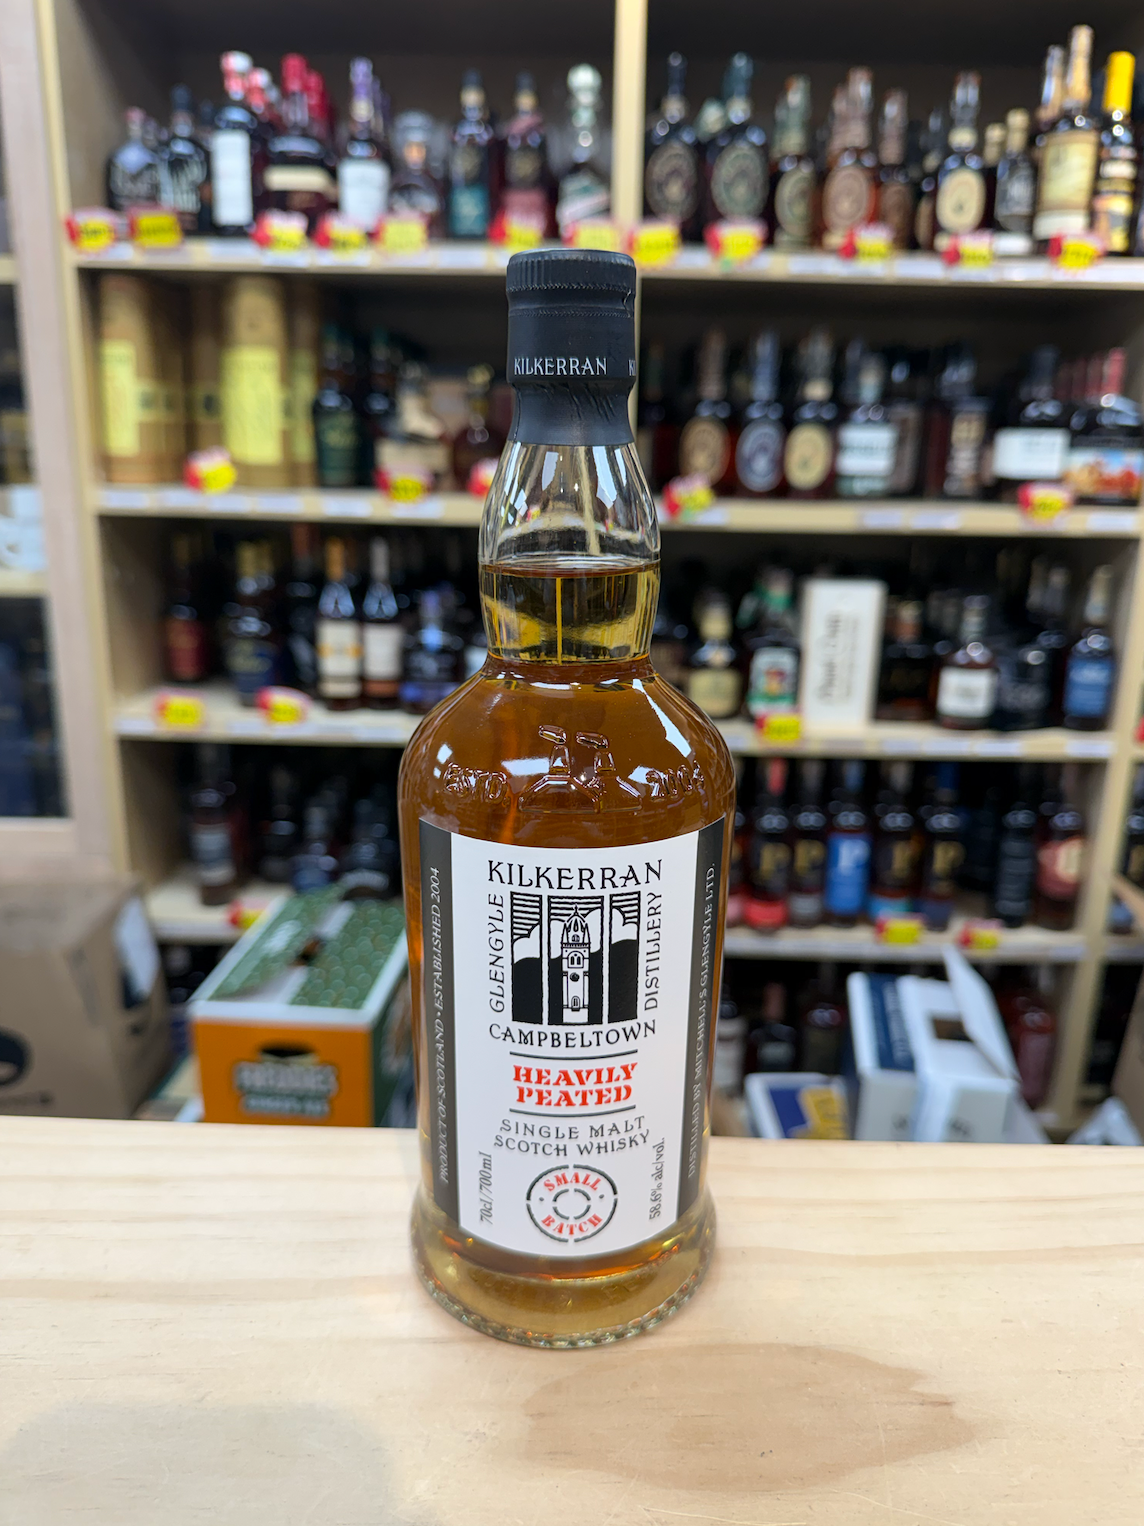 KILKERRAN
ESTD 2004
KILKERRAN
GLENGYLE
DISTILLERY
CAMPBELTOWN
HEAVILY
PEATED
SINGLE MALT
SCOTCH WHISKY
70cl/700ml
58.6% alc/vol.
SMALL
BATCH
PRODUCT OF SCOTLAND • ESTABLISHED 2004
DISTILLED BY MITCHELL'S GLENGYLE LTD.